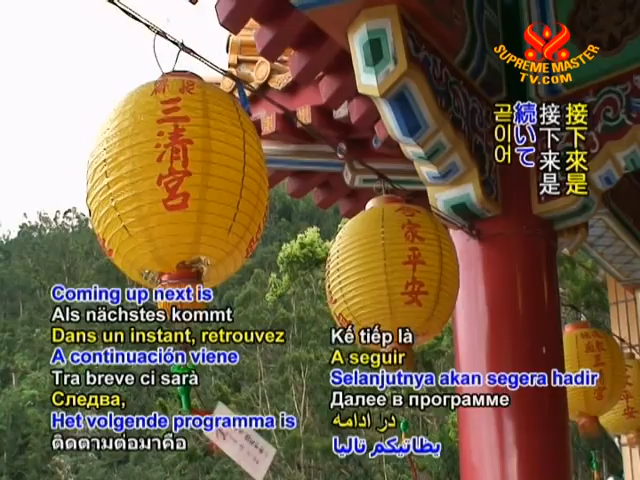 SUPREME MASTER
TV.COM
三清宮
合家平安
接下來是
接下来是
続いて
곧이어
Coming up next is
Als nächstes kommt
Dans un instant, retrouvez
A continuación viene
Tra breve ci sarà
Следва,
Het volgende programma is
ติดตามต่อมาคือ
Kế tiếp là
A seguir
Selanjutnya akan segera hadir
Далее в программе
در ادامه
يطاتيكم تاليا